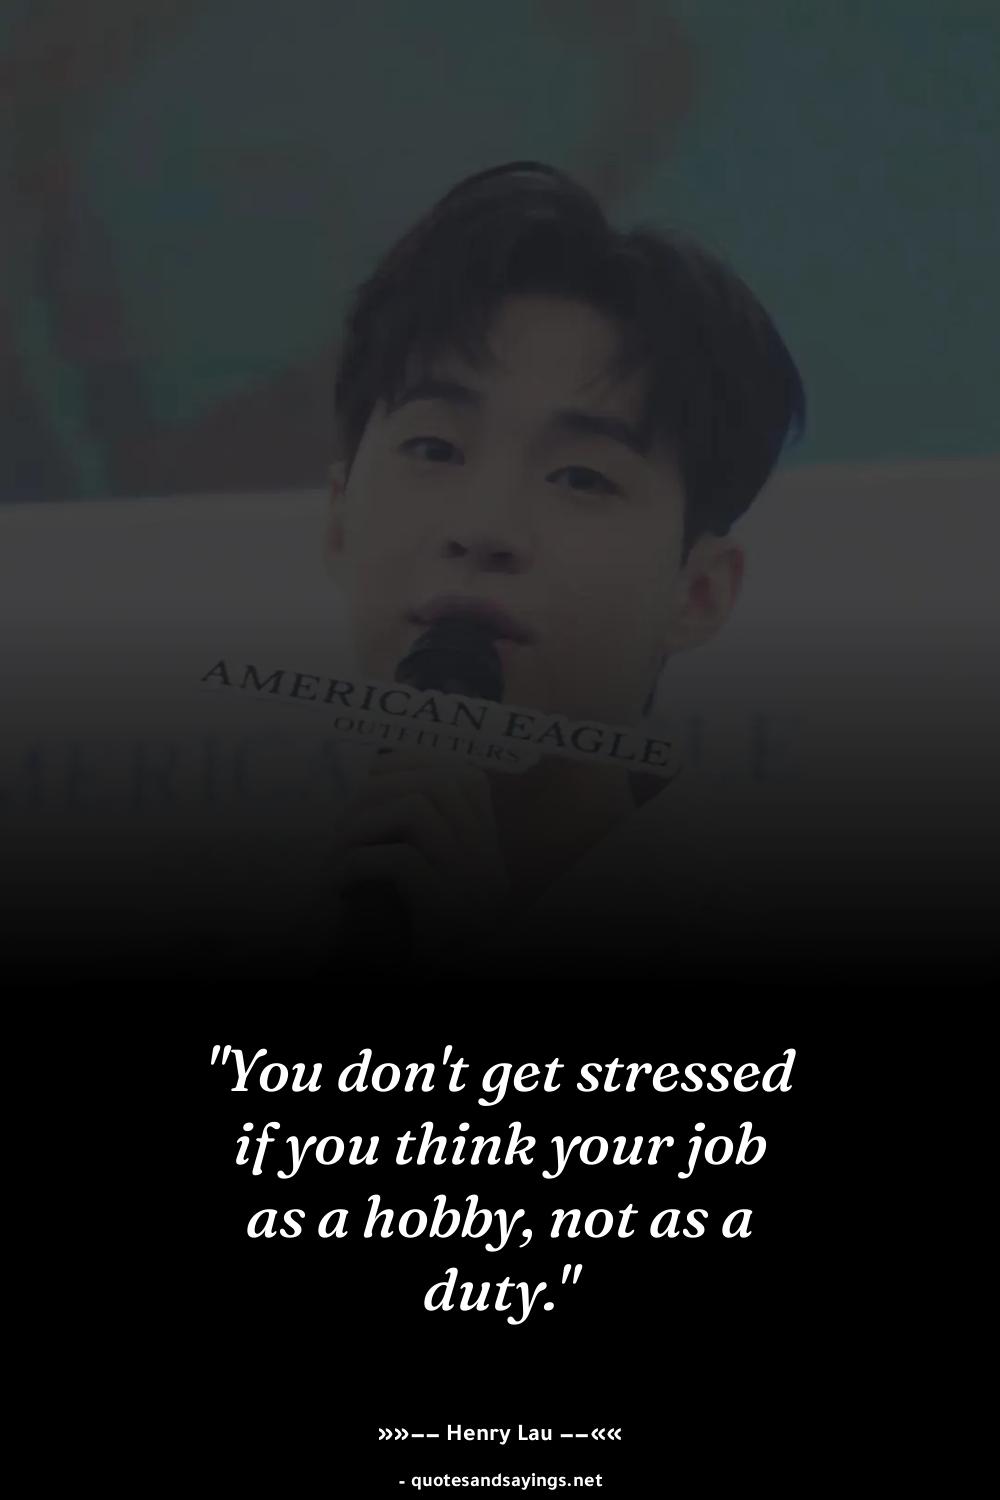 AMERICAN EAGLE
OUTFITTERS
"You don't get stressed
if you think your job
as a hobby, not as a
duty."
»»–– Henry Lau ––««
- quotesandsayings.net